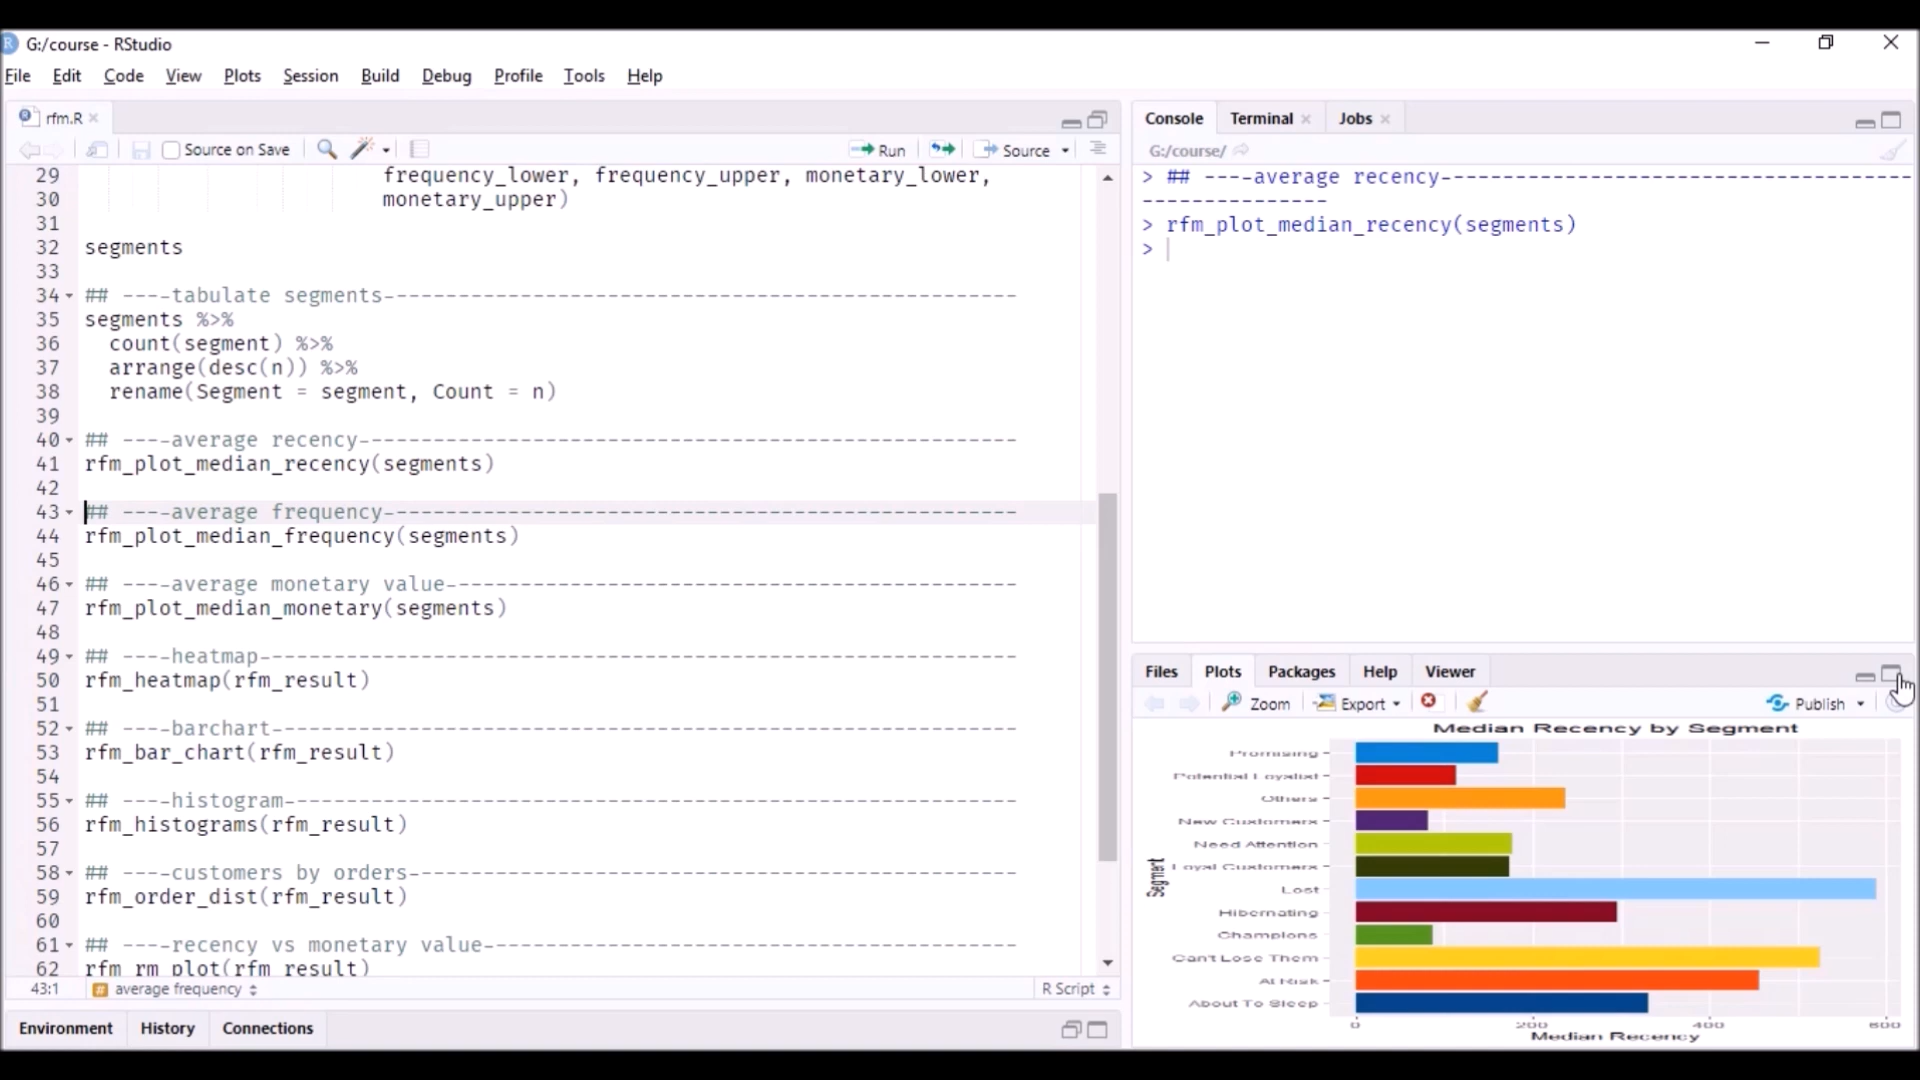 G:/course - RStudio
File Edit Code View Plots Session Build Debug Profile Tools Help
rfm.R
Source on Save Run Source
29 frequency_lower, frequency_upper, monetary_lower,
30 monetary_upper)
31
32 segments
33
34 ## ----tabulate segments--------------------------------------------------
35 segments %>%
36 count(segment) %>%
37 arrange(desc(n)) %>%
38 rename(Segment = segment, Count = n)
39
40 ## ----average recency----------------------------------------------------
41 rfm_plot_median_recency(segments)
42
43 ## ----average frequency--------------------------------------------------
44 rfm_plot_median_frequency(segments)
45
46 ## ----average monetary value---------------------------------------------
47 rfm_plot_median_monetary(segments)
48
49 ## ----heatmap------------------------------------------------------------
50 rfm_heatmap(rfm_result)
51
52 ## ----barchart-----------------------------------------------------------
53 rfm_bar_chart(rfm_result)
54
55 ## ----histogram----------------------------------------------------------
56 rfm_histograms(rfm_result)
57
58 ## ----customers by orders------------------------------------------------
59 rfm_order_dist(rfm_result)
60
61 ## ----recency vs monetary value------------------------------------------
62 rfm_rm_plot(rfm_result)
43:1 # average frequency R Script
Environment History Connections
Console Terminal Jobs
G:/course/
> ## ----average recency-------------------------------------
---------------
> rfm_plot_median_recency(segments)
>
Files Plots Packages Help Viewer
Zoom Export Publish
Median Recency by Segment
Promising
Potential Loyalist
Others
New Customers
Need Attention
Loyal Customers
Lost
Hibernating
Champions
Can't Lose Them
At Risk
About To Sleep
Segment
0 200 400 600
Median Recency